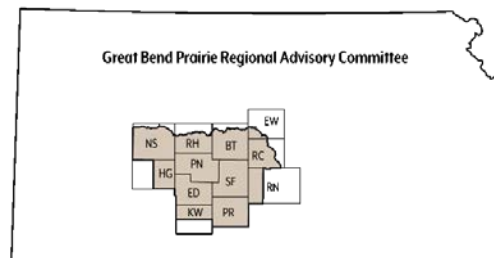 Great Bend Prairie Regional Advisory Committee
EW
NS RH BT
RC
HG PN
SF RN
ED
KW PR